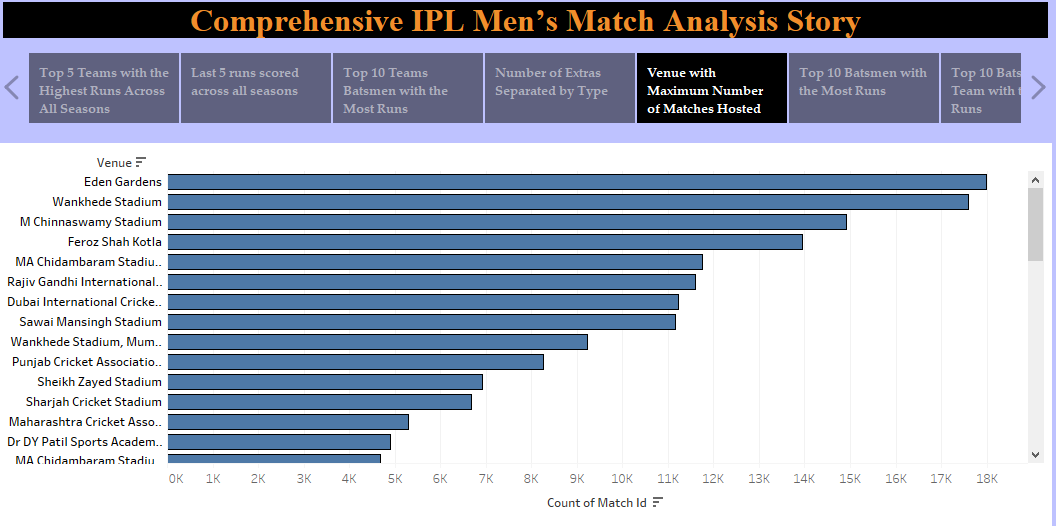 Comprehensive IPL Men’s Match Analysis Story
Top 5 Teams with the
Highest Runs Across
All Seasons
Last 5 runs scored
across all seasons
Top 10 Teams
Batsmen with the
Most Runs
Number of Extras
Separated by Type
Venue with
Maximum Number
of Matches Hosted
Top 10 Batsmen with
the Most Runs
Top 10 Bats
Team with t
Runs
Venue
Eden Gardens
Wankhede Stadium
M Chinnaswamy Stadium
Feroz Shah Kotla
MA Chidambaram Stadiu..
Rajiv Gandhi International..
Dubai International Cricke..
Sawai Mansingh Stadium
Wankhede Stadium, Mum..
Punjab Cricket Associatio..
Sheikh Zayed Stadium
Sharjah Cricket Stadium
Maharashtra Cricket Asso..
Dr DY Patil Sports Academ..
MA Chidambaram Stadiu..
0K 1K 2K 3K 4K 5K 6K 7K 8K 9K 10K 11K 12K 13K 14K 15K 16K 17K 18K
Count of Match Id